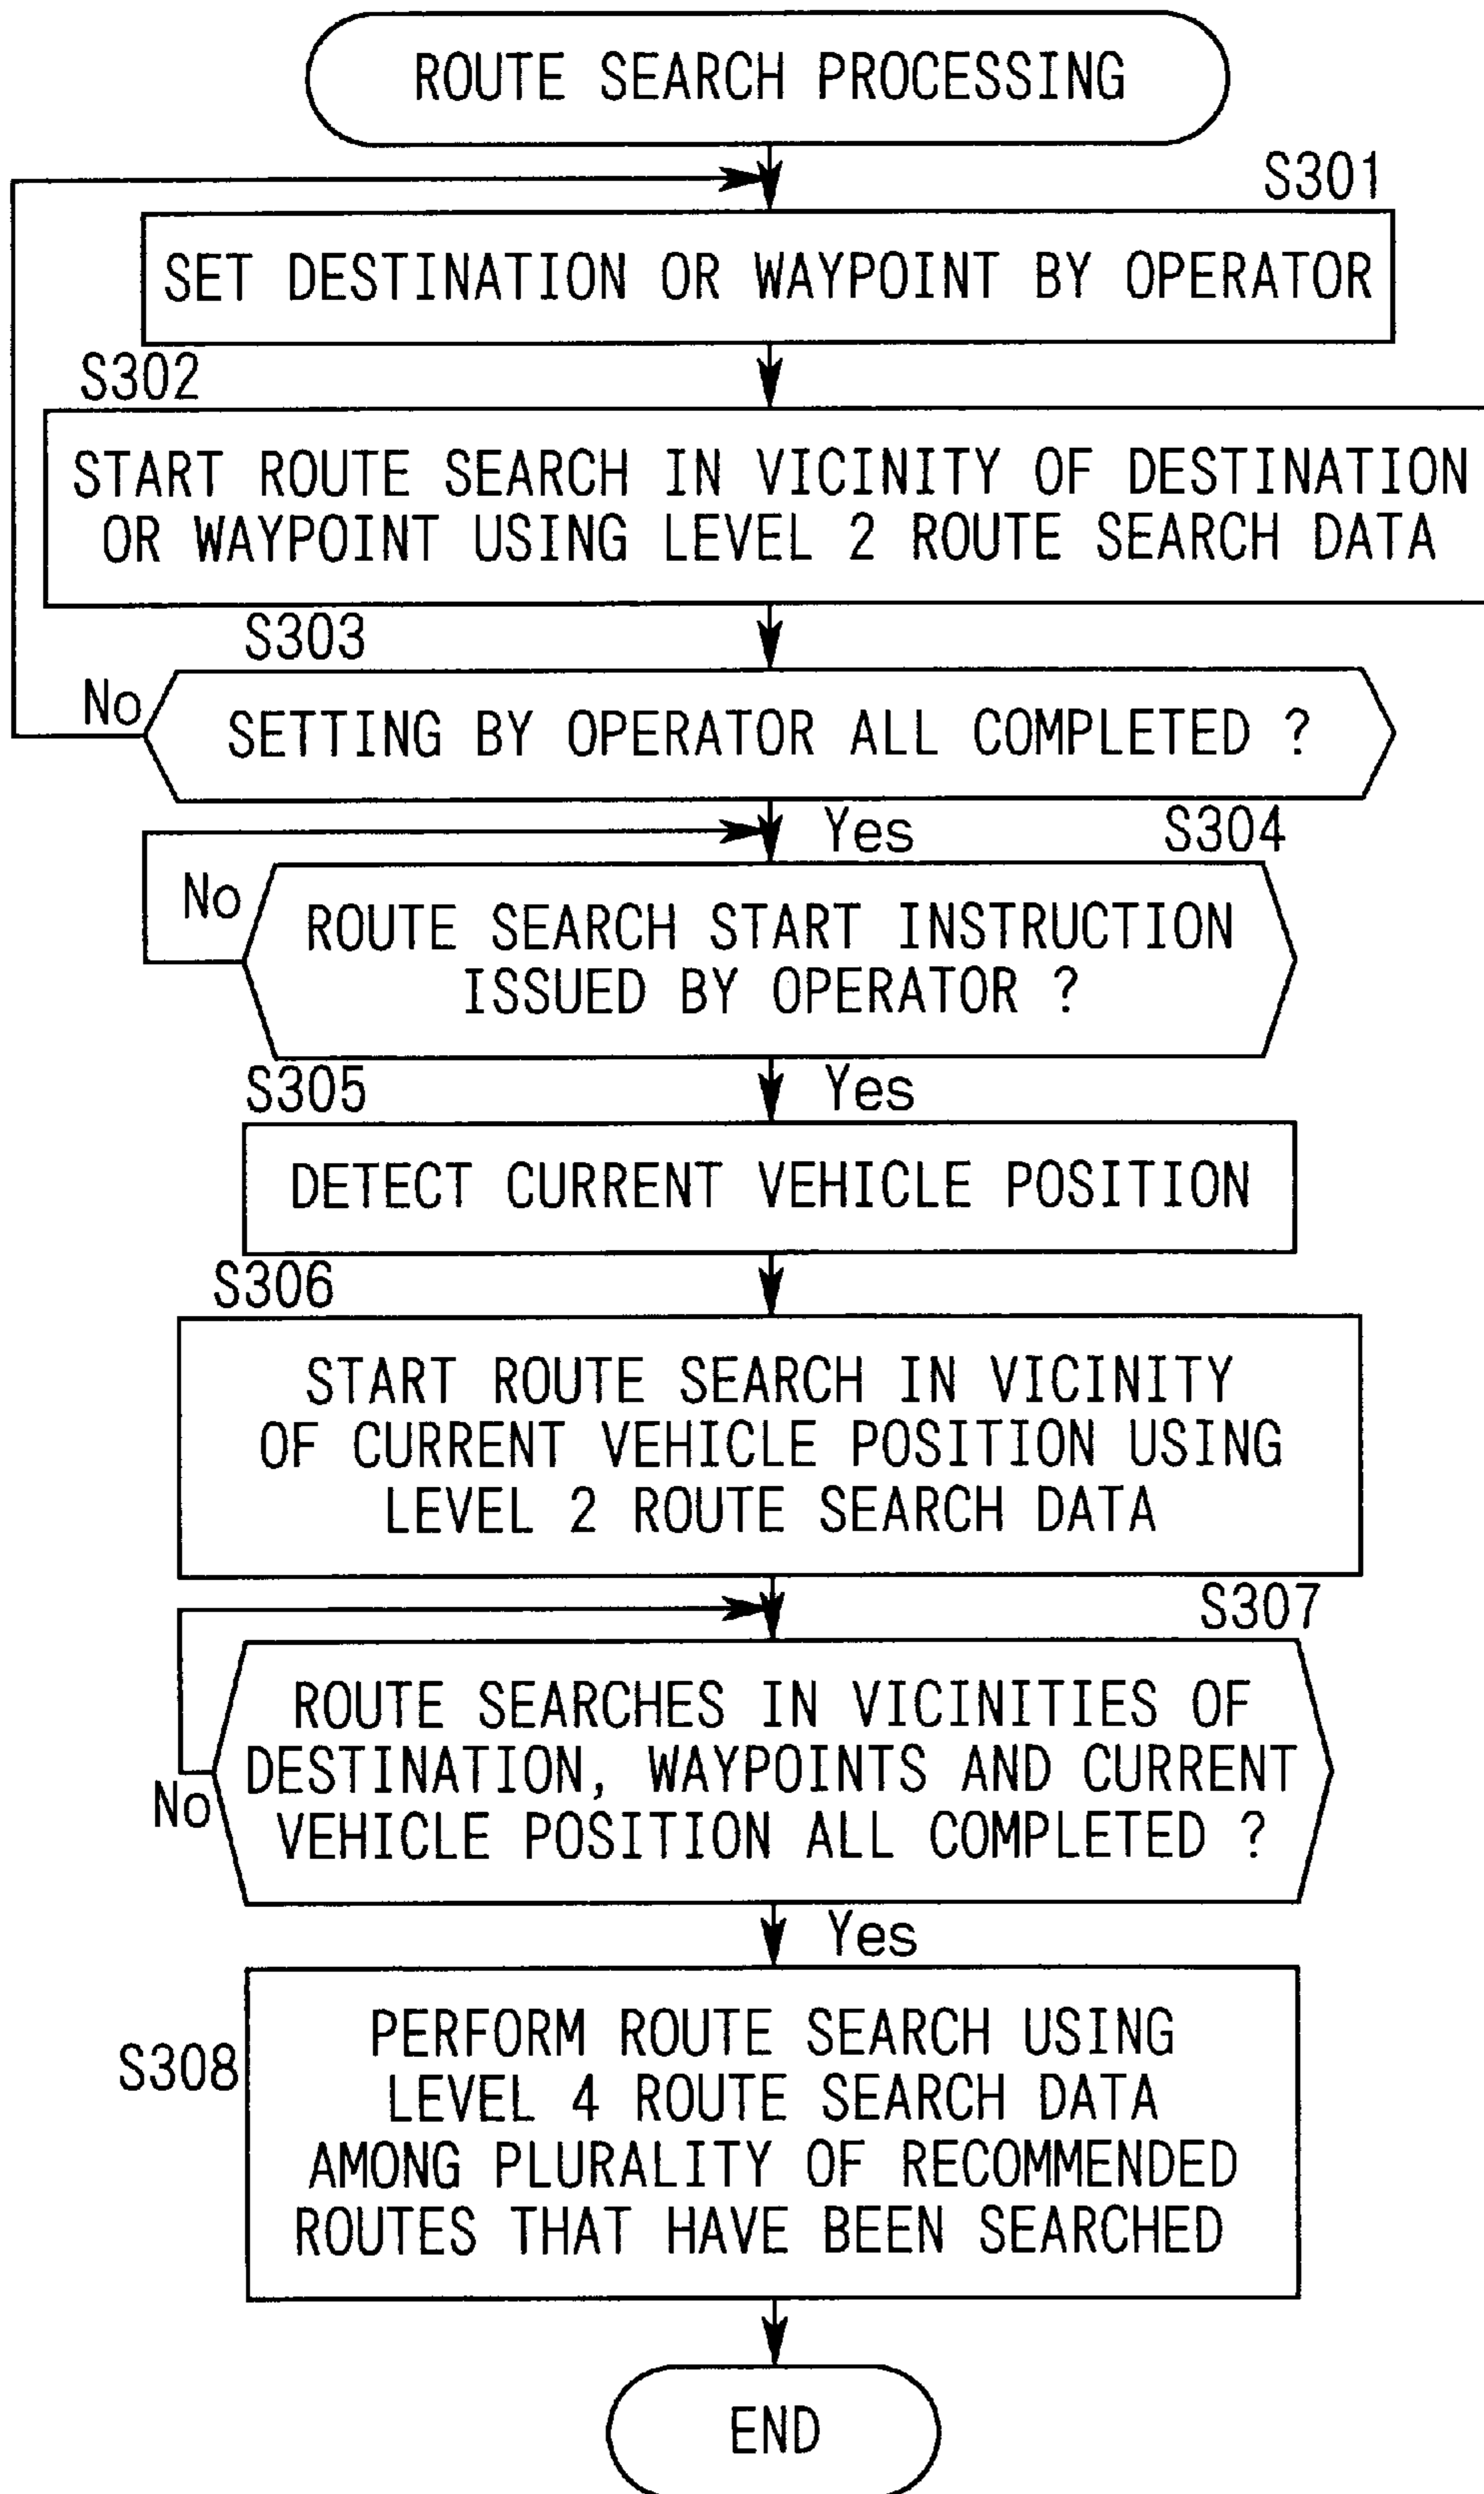 ROUTE SEARCH PROCESSING
S301
SET DESTINATION OR WAYPOINT BY OPERATOR
S302
START ROUTE SEARCH IN VICINITY OF DESTINATION
OR WAYPOINT USING LEVEL 2 ROUTE SEARCH DATA
S303
No
SETTING BY OPERATOR ALL COMPLETED ?
Yes
S304
No
ROUTE SEARCH START INSTRUCTION
ISSUED BY OPERATOR ?
S305
Yes
DETECT CURRENT VEHICLE POSITION
S306
START ROUTE SEARCH IN VICINITY
OF CURRENT VEHICLE POSITION USING
LEVEL 2 ROUTE SEARCH DATA
S307
ROUTE SEARCHES IN VICINITIES OF
DESTINATION, WAYPOINTS AND CURRENT
VEHICLE POSITION ALL COMPLETED ?
No
Yes
S308
PERFORM ROUTE SEARCH USING
LEVEL 4 ROUTE SEARCH DATA
AMONG PLURALITY OF RECOMMENDED
ROUTES THAT HAVE BEEN SEARCHED
END